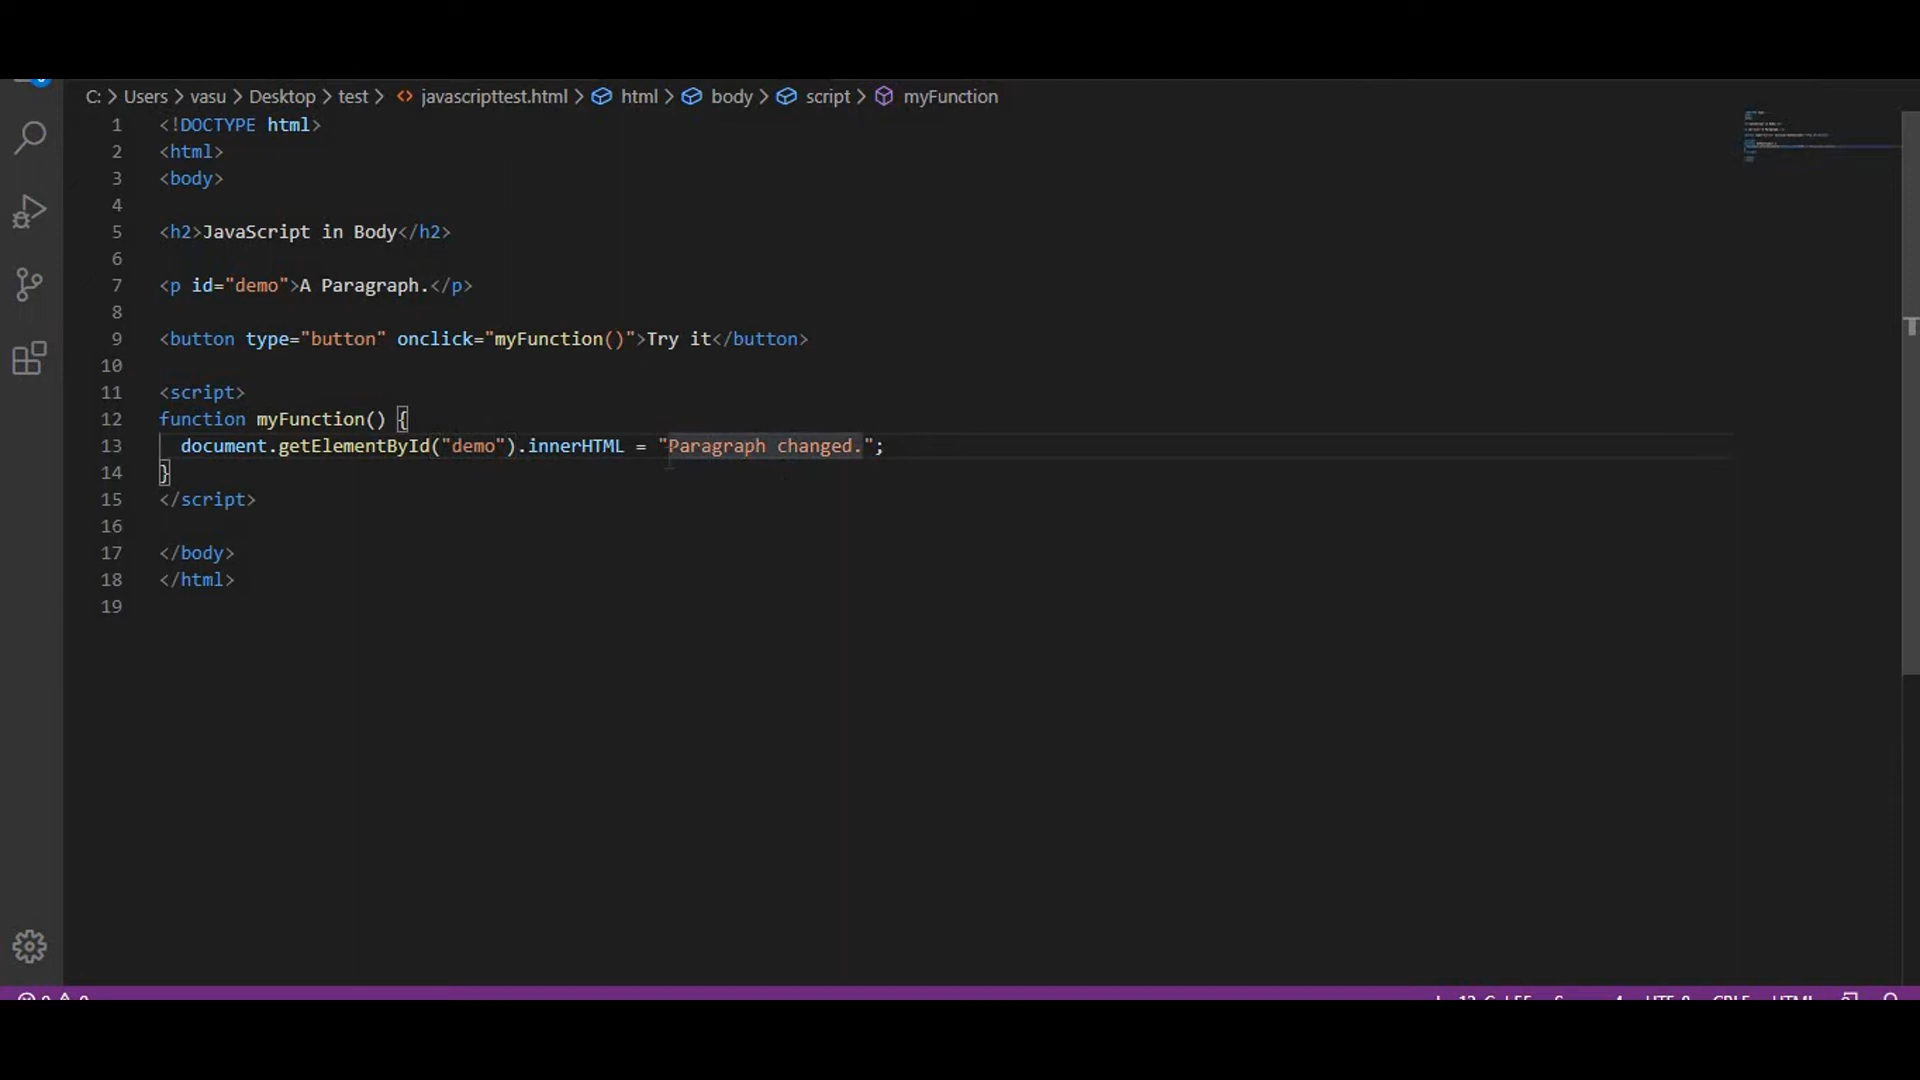 C: > Users > vasu > Desktop > test > <> javascripttest.html > html > body > script > myFunction
1 <!DOCTYPE html>
2 <html>
3 <body>
4
5 <h2>JavaScript in Body</h2>
6
7 <p id="demo">A Paragraph.</p>
8
9 <button type="button" onclick="myFunction()">Try it</button>
10
11 <script>
12 function myFunction() {
13 document.getElementById("demo").innerHTML = "Paragraph changed.";
14 }
15 </script>
16
17 </body>
18 </html>
19